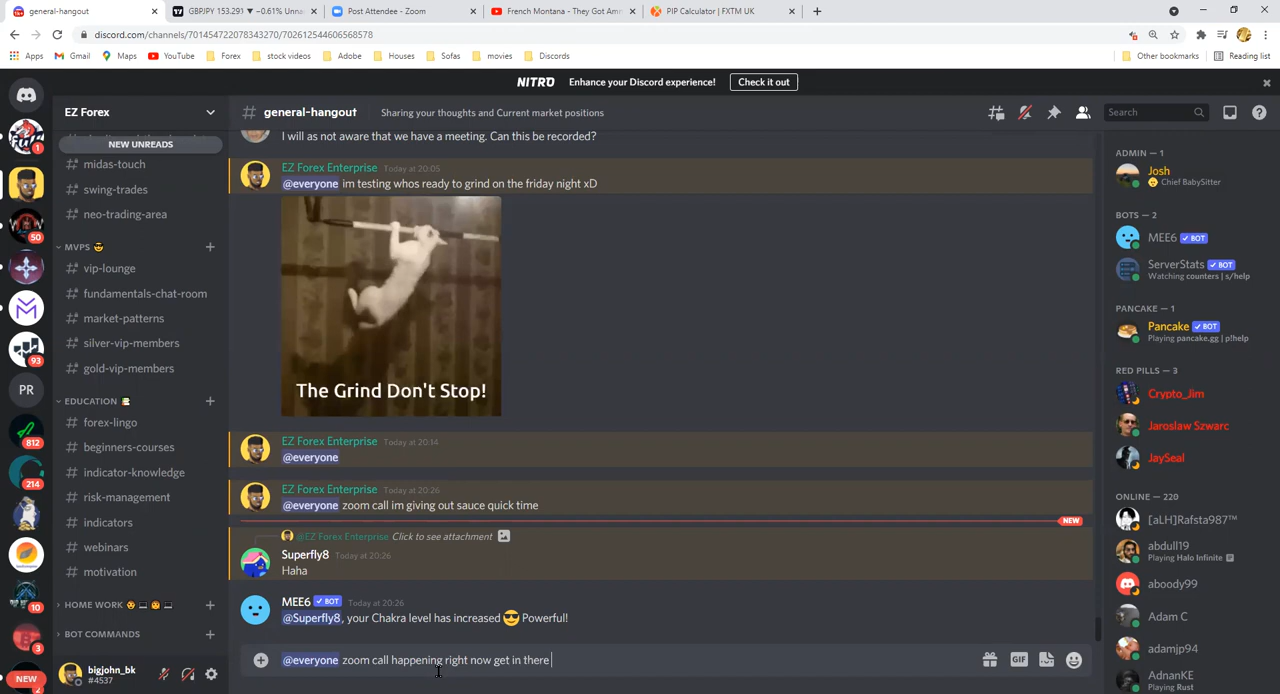 general-hangout
GBPJPY 153.291 ▼ −0.61% Unna
Post Attendee - Zoom
French Montana - They Got Amn
PIP Calculator | FXTM UK
discord.com/channels/701454722078343270/702612544606568578
Apps
Gmail
Maps
YouTube
Forex
stock videos
Adobe
Houses
Sofas
movies
Discords
Other bookmarks
Reading list
NITRO Enhance your Discord experience! Check it out
EZ Forex
general-hangout
Sharing your thoughts and Current market positions
Search
NEW UNREADS
midas-touch
swing-trades
neo-trading-area
MVPS
vip-lounge
fundamentals-chat-room
market-patterns
silver-vip-members
gold-vip-members
EDUCATION
forex-lingo
beginners-courses
indicator-knowledge
risk-management
indicators
webinars
motivation
HOME WORK
BOT COMMANDS
bigjohn_bk
#4537
1
50
93
PR
812
214
10
3
NEW
I will as not aware that we have a meeting. Can this be recorded?
EZ Forex Enterprise Today at 20:05
@everyone im testing whos ready to grind on the friday night xD
The Grind Don't Stop!
EZ Forex Enterprise Today at 20:14
@everyone
EZ Forex Enterprise Today at 20:26
@everyone zoom call im giving out sauce quick time
NEW
@EZ Forex Enterprise Click to see attachment
Superfly8 Today at 20:26
Haha
MEE6 BOT Today at 20:26
@Superfly8, your Chakra level has increased Powerful!
@everyone zoom call happening right now get in there
GIF
ADMIN — 1
Josh
Chief BabySitter
BOTS — 2
MEE6 BOT
ServerStats BOT
Watching counters | s/help
PANCAKE — 1
Pancake BOT
Playing pancake.gg | p!help
RED PILLS — 3
Crypto_Jim
Jaroslaw Szwarc
JaySeal
ONLINE — 220
[aLH]Rafsta987™
abdull19
Playing Halo Infinite
aboody99
Adam C
adamjp94
AdnanKE
Playing Rust